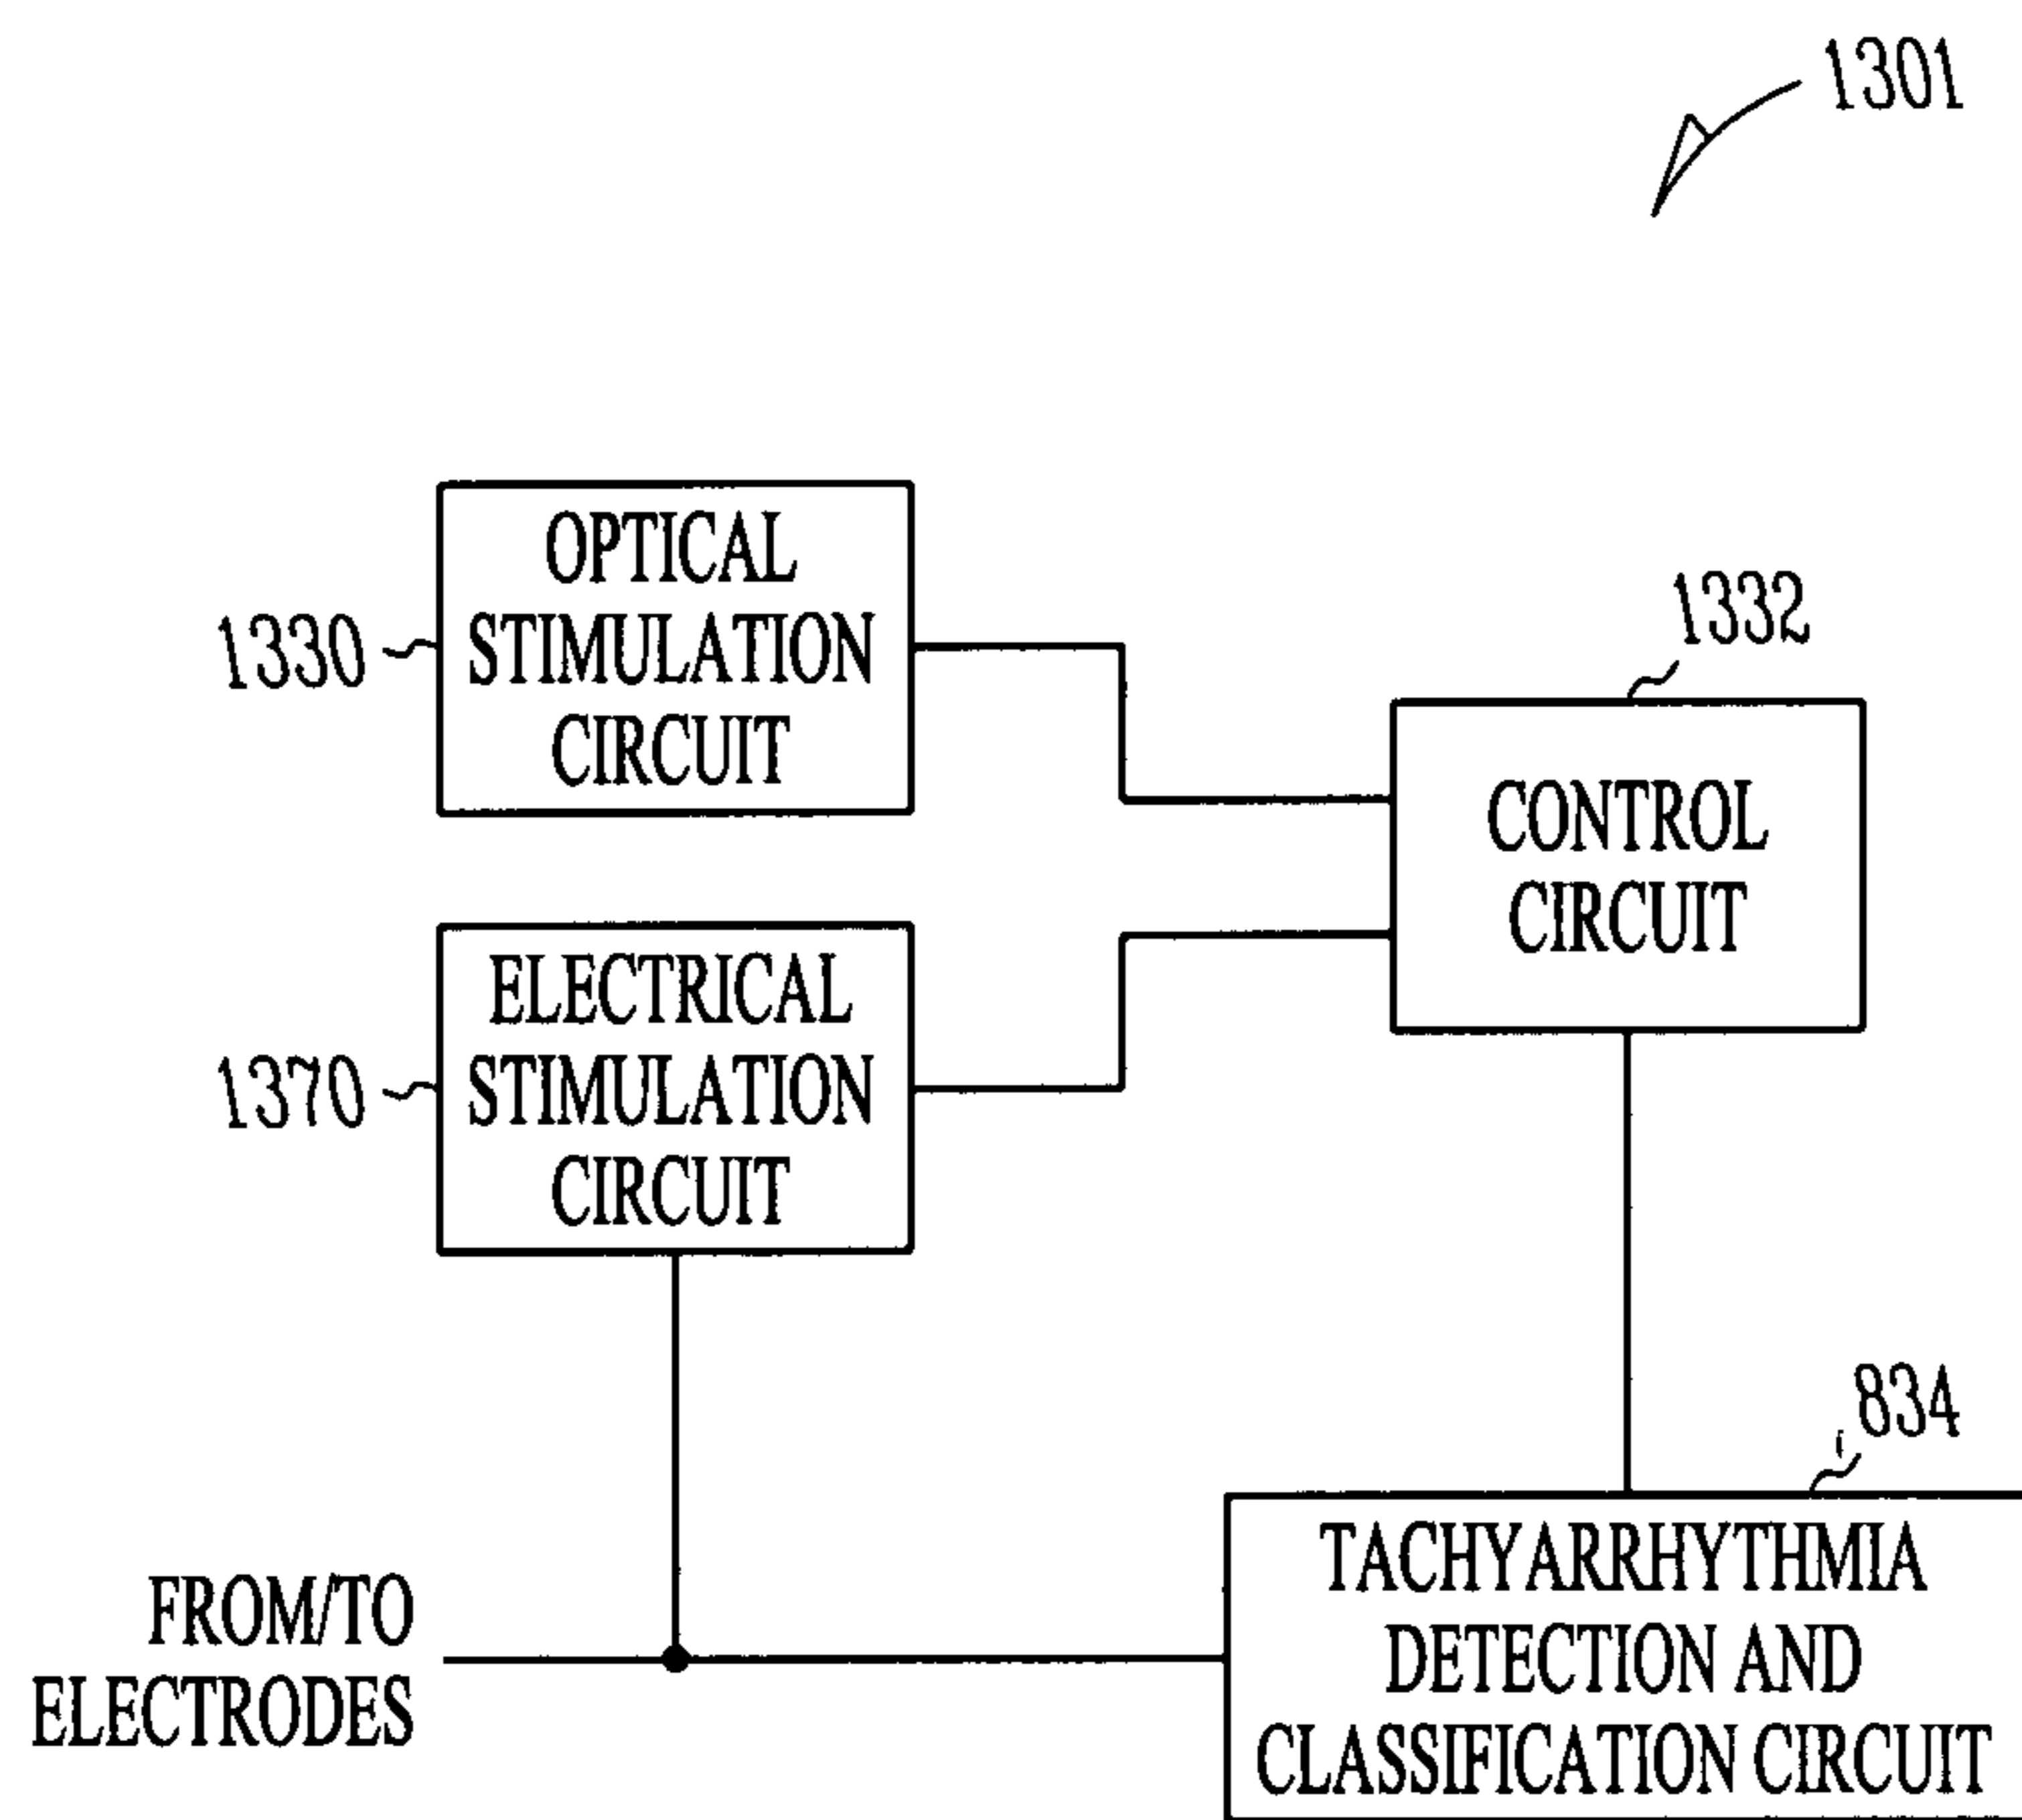 1301
OPTICAL
STIMULATION
CIRCUIT
1330
1332
CONTROL
CIRCUIT
ELECTRICAL
STIMULATION
CIRCUIT
1370
834
TACHYARRHYTHMIA
DETECTION AND
CLASSIFICATION CIRCUIT
FROM/TO
ELECTRODES